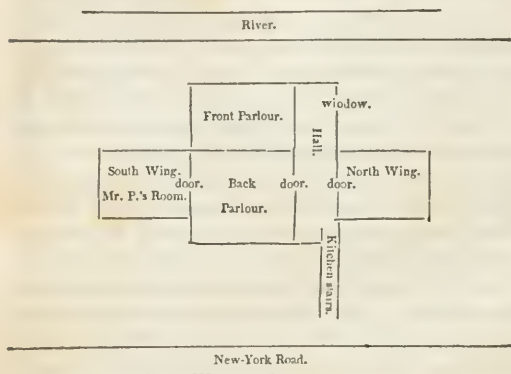 River.
window.
Front Parlour.
Hall.
South Wing.
door.
Mr. P.'s Room.
Back
Parlour.
door.
door.
North Wing.
Kitchen stairs.
New-York Road.